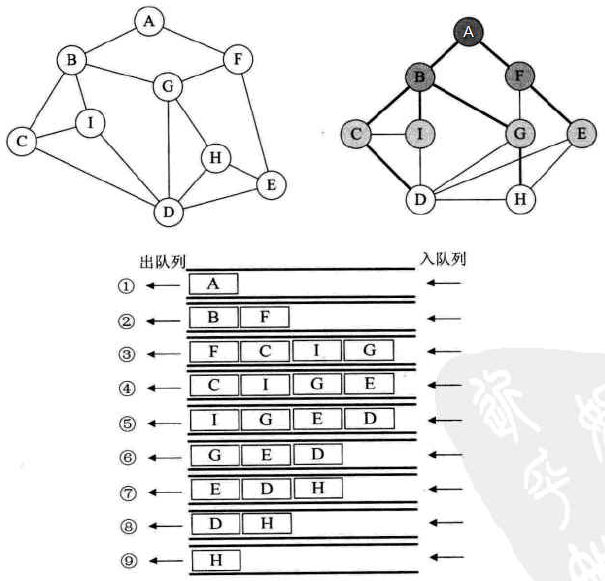 A
B F
G
I
C
H
E
D
A
B F
C I G E
D H
出队列 入队列
① A
② B F
③ F C I G
④ C I G E
⑤ I G E D
⑥ G E D
⑦ E D H
⑧ D H
⑨ H